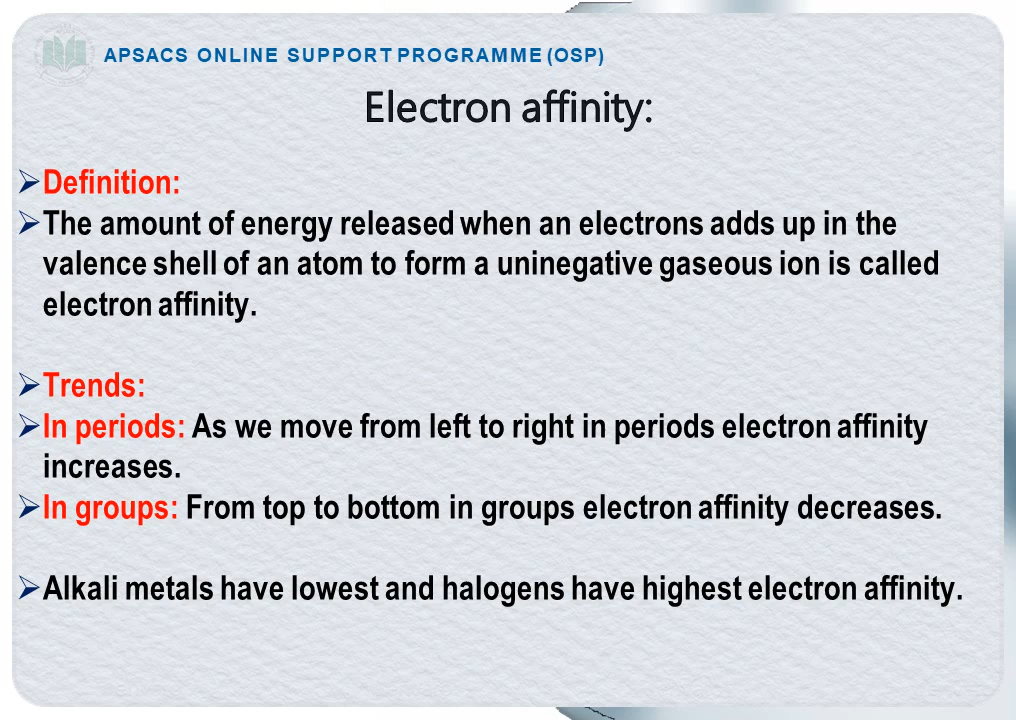 APSACS ONLINE SUPPORT PROGRAMME (OSP)
Electron affinity:
Definition:
The amount of energy released when an electrons adds up in the
valence shell of an atom to form a uninegative gaseous ion is called
electron affinity.
Trends:
In periods: As we move from left to right in periods electron affinity
increases.
In groups: From top to bottom in groups electron affinity decreases.
Alkali metals have lowest and halogens have highest electron affinity.